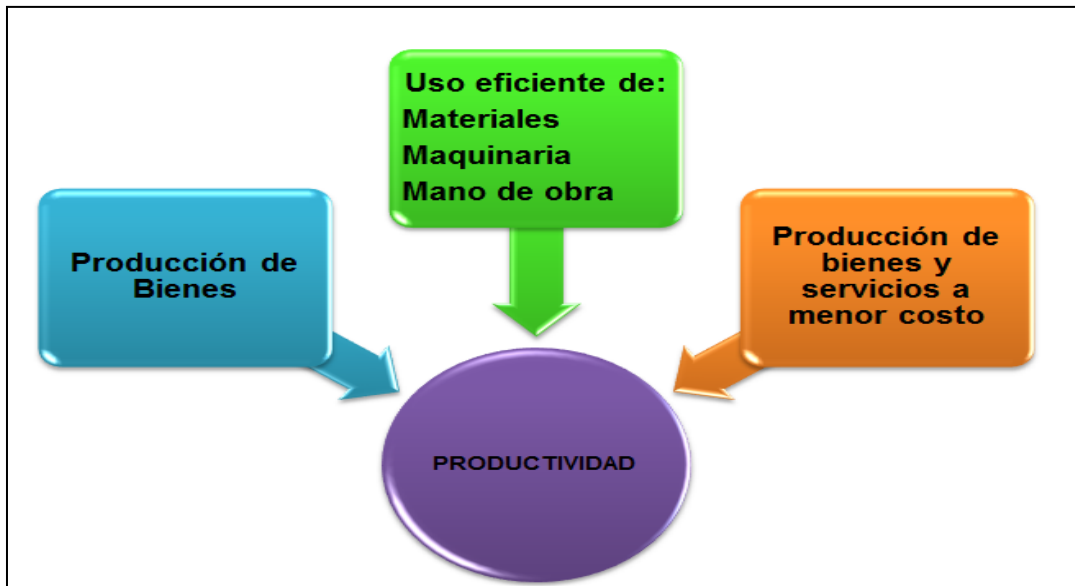 Uso eficiente de:
Materiales
Maquinaria
Mano de obra
Producción de
Bienes
Producción de
bienes y
servicios a
menor costo
PRODUCTIVIDAD